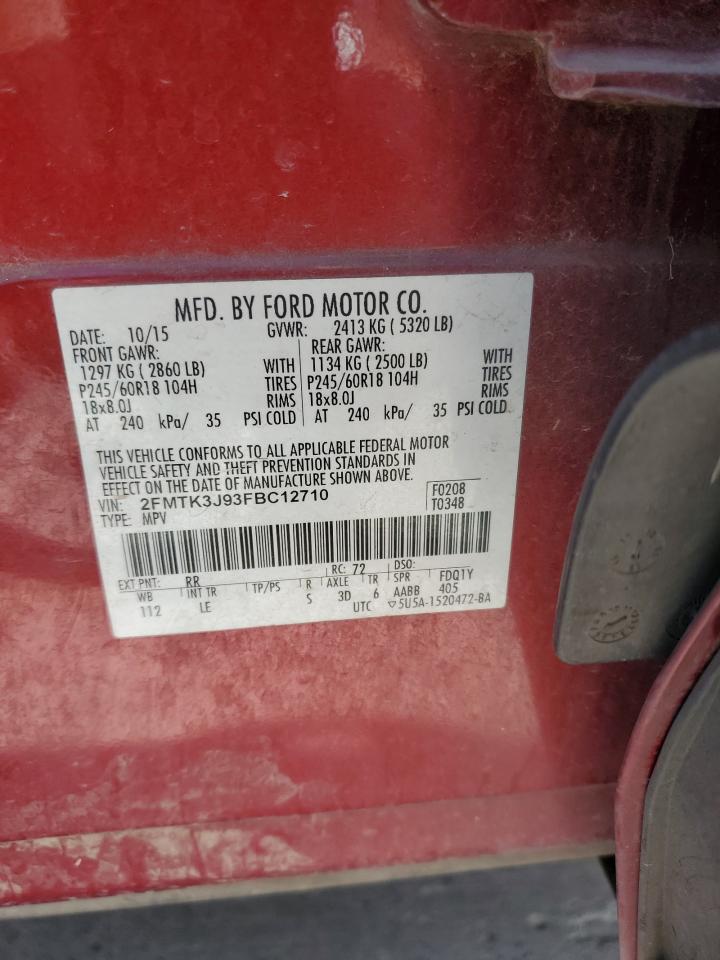 MFD. BY FORD MOTOR CO.
DATE: 10/15 GVWR: 2413 KG ( 5320 LB)
FRONT GAWR: REAR GAWR:
1297 KG ( 2860 LB) WITH 1134 KG ( 2500 LB) WITH
P245/60R18 104H TIRES P245/60R18 104H TIRES
18x8.0J RIMS 18x8.0J RIMS
AT 240 kPa/ 35 PSI COLD AT 240 kPa/ 35 PSI COLD
THIS VEHICLE CONFORMS TO ALL APPLICABLE FEDERAL MOTOR
VEHICLE SAFETY AND THEFT PREVENTION STANDARDS IN
EFFECT ON THE DATE OF MANUFACTURE SHOWN ABOVE.
VIN: 2FMTK3J93FBC12710 F0208
TYPE: MPV T0348
EXT PNT: RR RC: 72 DSO: FDQ1Y
WB INT TR TP/PS R AXLE TR SPR 405
112 LE S 3D 6 AABB
UTC ▽5U5A-1520472-BA